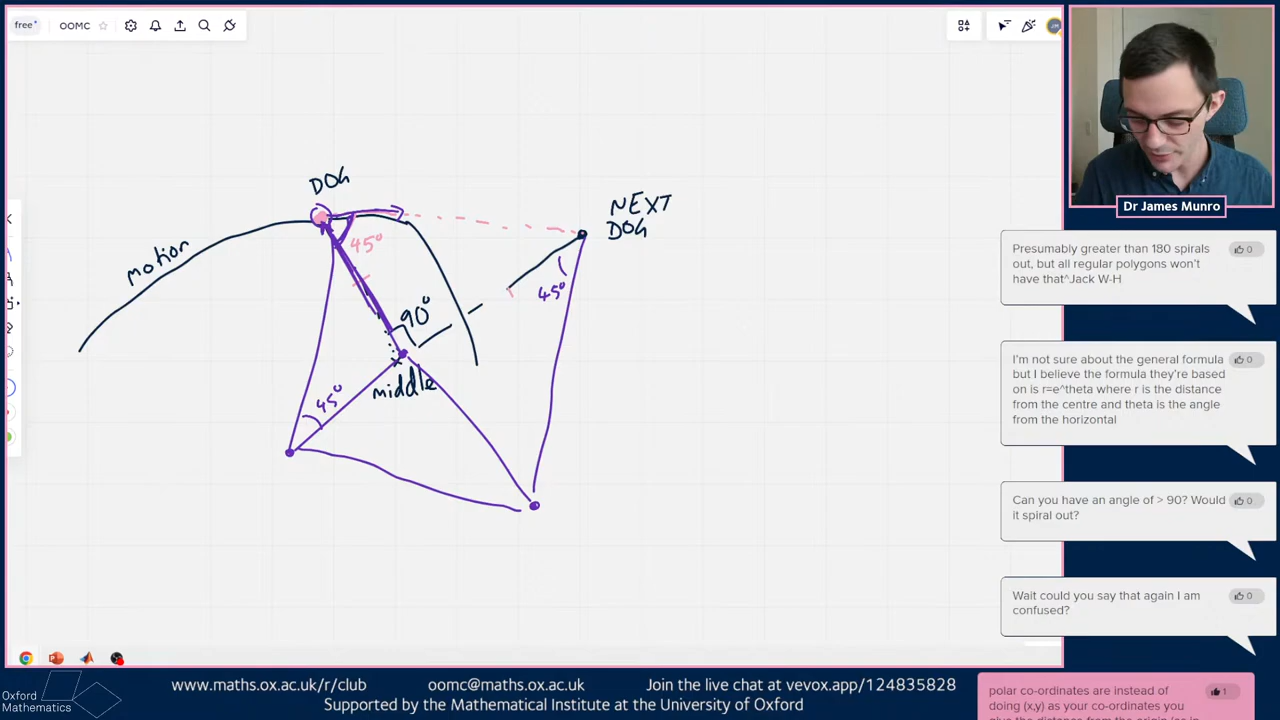 free
OOMC
DOG
NEXT
DOG
motion
45°
45°
90°
middle
45°
Dr James Munro
Presumably greater than 180 spirals
out, but all regular polygons won't
have that^Jack W-H
0
I'm not sure about the general formula
but I believe the formula they're based
on is r=e^theta where r is the distance
from the centre and theta is the angle
from the horizontal
0
Can you have an angle of > 90? Would
it spiral out?
0
Wait could you say that again I am
confused?
0
polar co-ordinates are instead of
doing (x,y) as your co-ordinates you
1
Oxford
Mathematics
www.maths.ox.ac.uk/r/club
oomc@maths.ox.ac.uk
Join the live chat at vevox.app/124835828
Supported by the Mathematical Institute at the University of Oxford